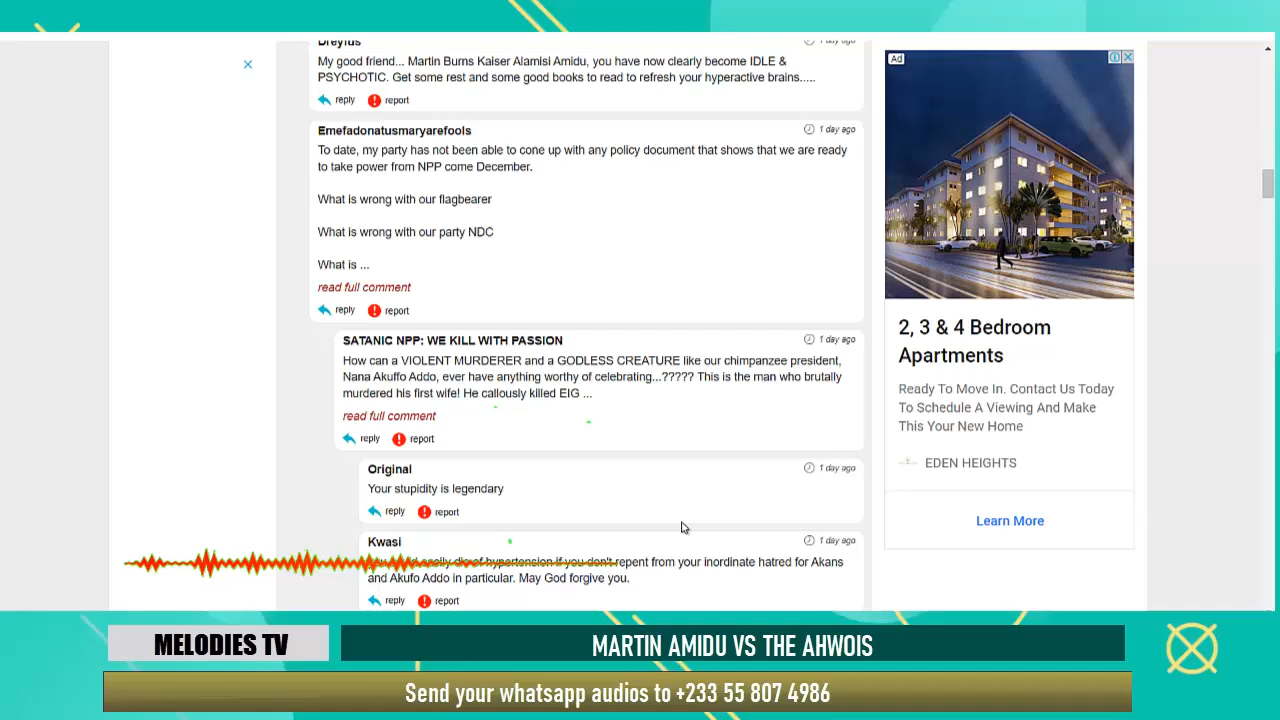 Dreyfus
1 day ago
My good friend... Martin Burns Kaiser Alamisi Amidu, you have now clearly become IDLE &
PSYCHOTIC. Get some rest and some good books to read to refresh your hyperactive brains.....
reply report
Emefadonatusmaryarefools
1 day ago
To date, my party has not been able to cone up with any policy document that shows that we are ready
to take power from NPP come December.
What is wrong with our flagbearer
What is wrong with our party NDC
What is ...
read full comment
reply report
SATANIC NPP: WE KILL WITH PASSION
1 day ago
How can a VIOLENT MURDERER and a GODLESS CREATURE like our chimpanzee president,
Nana Akuffo Addo, ever have anything worthy of celebrating...????? This is the man who brutally
murdered his first wife! He callously killed EIG ...
read full comment
reply report
Original
1 day ago
Your stupidity is legendary
reply report
Kwasi
1 day ago
easily die of hypertension if you don't repent from your inordinate hatred for Akans
and Akufo Addo in particular. May God forgive you.
reply report
Ad
2, 3 & 4 Bedroom
Apartments
Ready To Move In. Contact Us Today
To Schedule A Viewing And Make
This Your New Home
EDEN HEIGHTS
Learn More
MELODIES TV
MARTIN AMIDU VS THE AHWOIS
Send your whatsapp audios to +233 55 807 4986